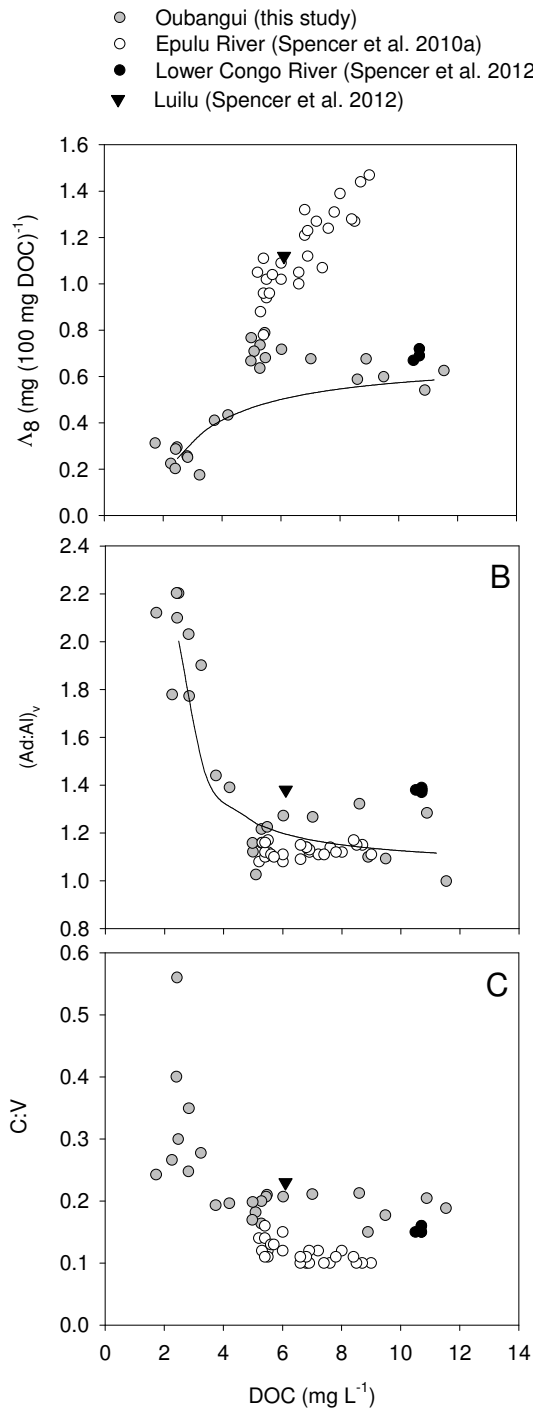 Oubangui (this study)
Epulu River (Spencer et al. 2010a)
Lower Congo River (Spencer et al. 2012
Luilu (Spencer et al. 2012)
1.6
1.4
1.2
1.0
0.8
0.6
0.4
0.2
0.0
Λ8 (mg (100 mg DOC)-1
2.4
2.2
2.0
1.8
1.6
1.4
1.2
1.0
0.8
(Ad:Al)v
B
0.6
0.5
0.4
0.3
0.2
0.1
0.0
C:V
C
0 2 4 6 8 10 12 14
DOC (mg L-1)